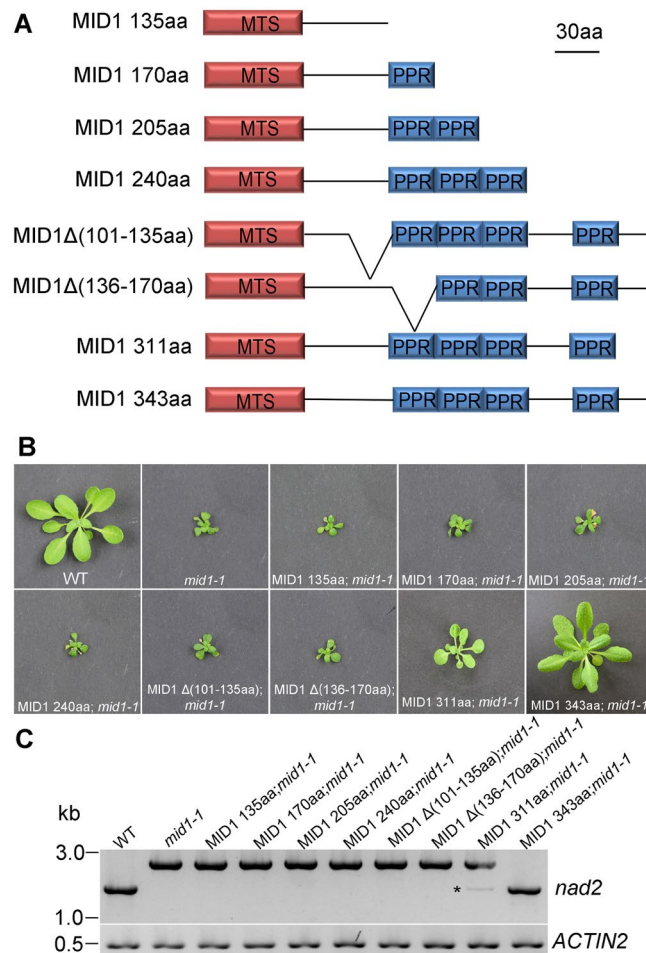 A
MID1 135aa MTS 30aa
MID1 170aa MTS PPR
MID1 205aa MTS PPR PPR
MID1 240aa MTS PPR PPR PPR
MID1Δ(101-135aa) MTS PPR PPR PPR PPR
MID1Δ(136-170aa) MTS PPR PPR PPR
MID1 311aa MTS PPR PPR PPR PPR
MID1 343aa MTS PPR PPR PPR PPR
B
WT
mid1-1
MID1 135aa; mid1-1
MID1 170aa; mid1-1
MID1 205aa; mid1-1
MID1 240aa; mid1-1
MID1 Δ(101-135aa);
mid1-1
MID1 Δ(136-170aa);
mid1-1
MID1 311aa; mid1-1
MID1 343aa; mid1-1
C
kb
WT
mid1-1
MID1 135aa;mid1-1
MID1 170aa;mid1-1
MID1 205aa;mid1-1
MID1 240aa;mid1-1
MID1 Δ(101-135aa);mid1-1
MID1 Δ(136-170aa);mid1-1
MID1 311aa;mid1-1
MID1 343aa;mid1-1
3.0
* nad2
1.0
0.5 ACTIN2